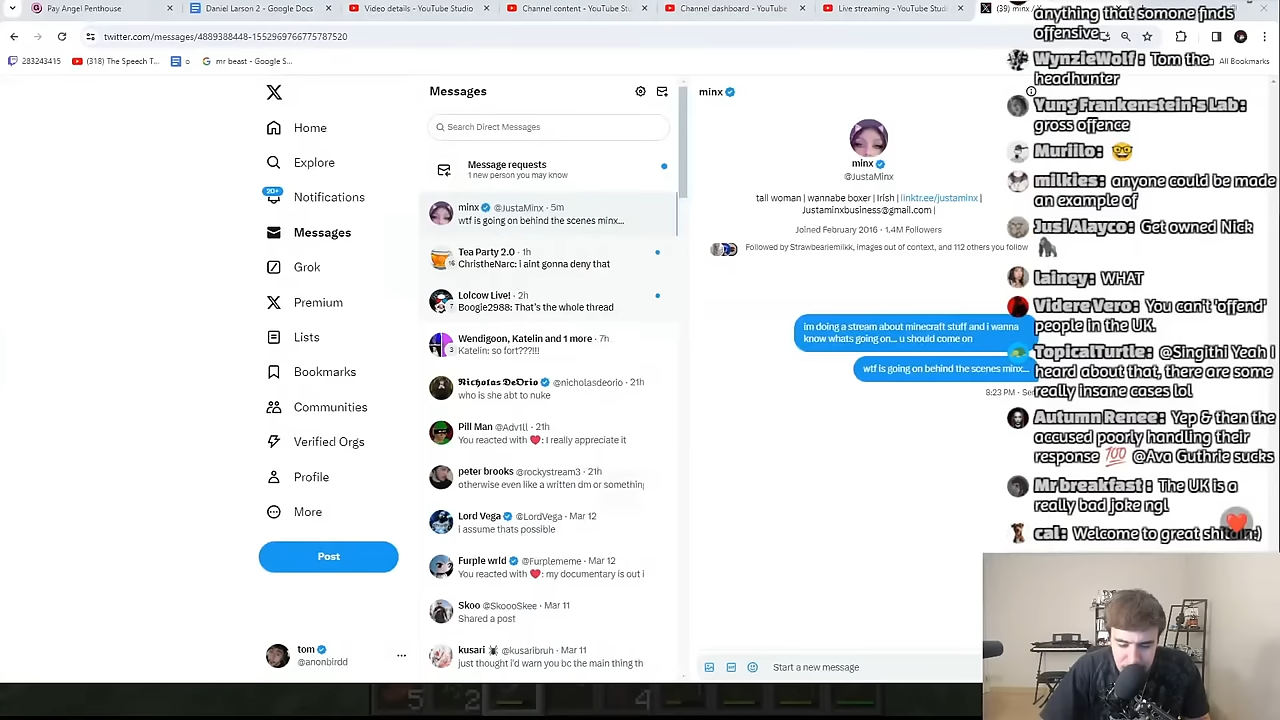 Pay Angel Penthouse
Daniel Larson 2 - Google Docs
Video details - YouTube Studio
Channel content - YouTube Stu
Channel dashboard - YouTube
Live streaming - YouTube Studi
(39) minx / X
twitter.com/messages/4889388448-1552969766775787520
283243415
(318) The Speech T...
o
mr beast - Google S...
All Bookmarks
Home
Explore
20+
Notifications
Messages
Grok
Premium
Lists
Bookmarks
Communities
Verified Orgs
Profile
More
Post
tom
@anonbirdd
Messages
Search Direct Messages
Message requests
1 new person you may know
minx @JustaMinx · 5m
wtf is going on behind the scenes minx...
Tea Party 2.0 · 1h
ChristheNarc: i aint gonna deny that
Lolcow Live! · 2h
Boogie2988: That's the whole thread
Wendigoon, Katelin and 1 more · 7h
Katelin: so fort???!!!
𝕹𝖎𝖈𝖍𝖔𝖑𝖆𝖘 𝕯𝖊𝕺𝖗𝖎𝖔 @nicholasdeorio · 21h
who is she abt to nuke
Pill Man @Adv1ll · 21h
You reacted with ❤️: I really appreciate it
peter brooks @rockystream3 · 21h
otherwise even like a written dm or somethin
Lord Vega @LordVega · Mar 12
i assume thats possible
Furple wrld @Furplememe · Mar 12
You reacted with ❤️: my documentary is out i
Skoo @SkoooSkee · Mar 11
Shared a post
kusari 🕷 @kusaribruh · Mar 11
just thought i'd warn you bc the main thing th
minx
minx
@JustaMinx
tall woman | wannabe boxer | Irish | linktr.ee/justaminx |
Justaminxbusiness@gmail.com |
Joined February 2016 · 1.4M Followers
Followed by Strawbeariemilkk, images out of context, and 112 others you follow
im doing a stream about minecraft stuff and i wanna
know whats going on... u should come on
wtf is going on behind the scenes minx...
8:23 PM · Sen
Start a new message
anything that somone finds
offensive
WynzieWolf: Tom the
headhunter
Yung Frankenstein's Lab:
gross offence
Muriilo: 🤓
milkies: anyone could be made
an example of
Jusi Alayco: Get owned Nick
🦍
lainey: WHAT
VidereVero: You can't 'offend'
people in the UK.
TopicalTurtle: @Singithi Yeah I
heard about that, there are some
really insane cases lol
Autumn Renee: Yep & then the
accused poorly handling their
response 💯 @Ava Guthrie sucks
Mr breakfast: The UK is a
really bad joke ngl
cal: Welcome to great shitain:)
5 2 4